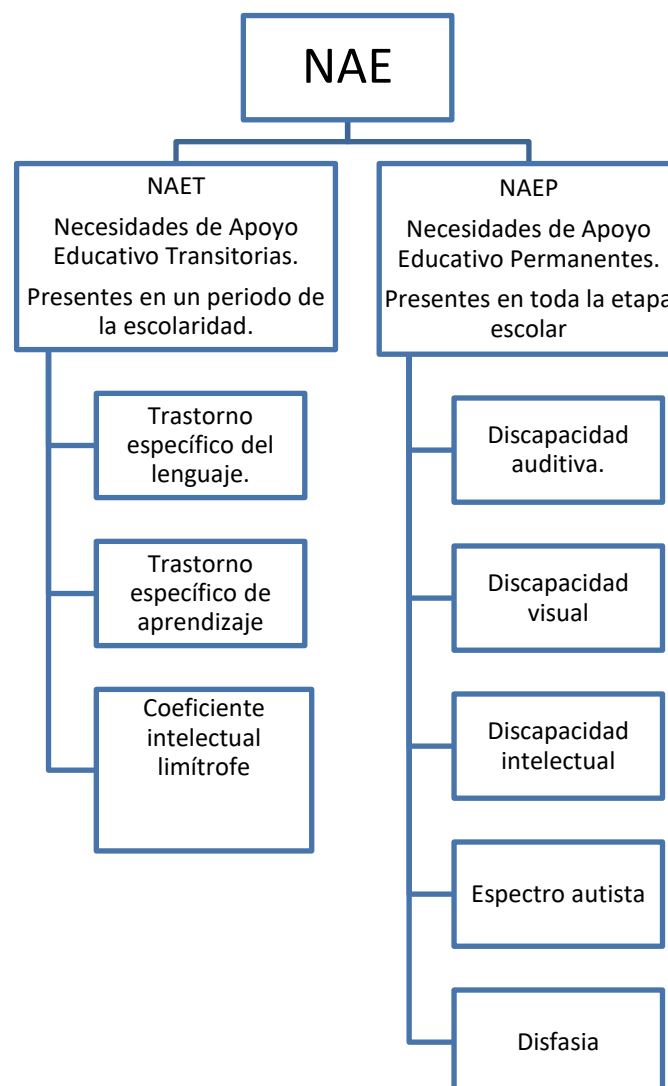 NAE
NAET
Necesidades de Apoyo
Educativo Transitorias.
Presentes en un periodo de
la escolaridad.
Trastorno
específico del
lenguaje.
Trastorno
específico de
aprendizaje
Coeficiente
intelectual
limítrofe
NAEP
Necesidades de Apoyo
Educativo Permanentes.
Presentes en toda la etapa
escolar
Discapacidad
auditiva.
Discapacidad
visual
Discapacidad
intelectual
Espectro autista
Disfasia